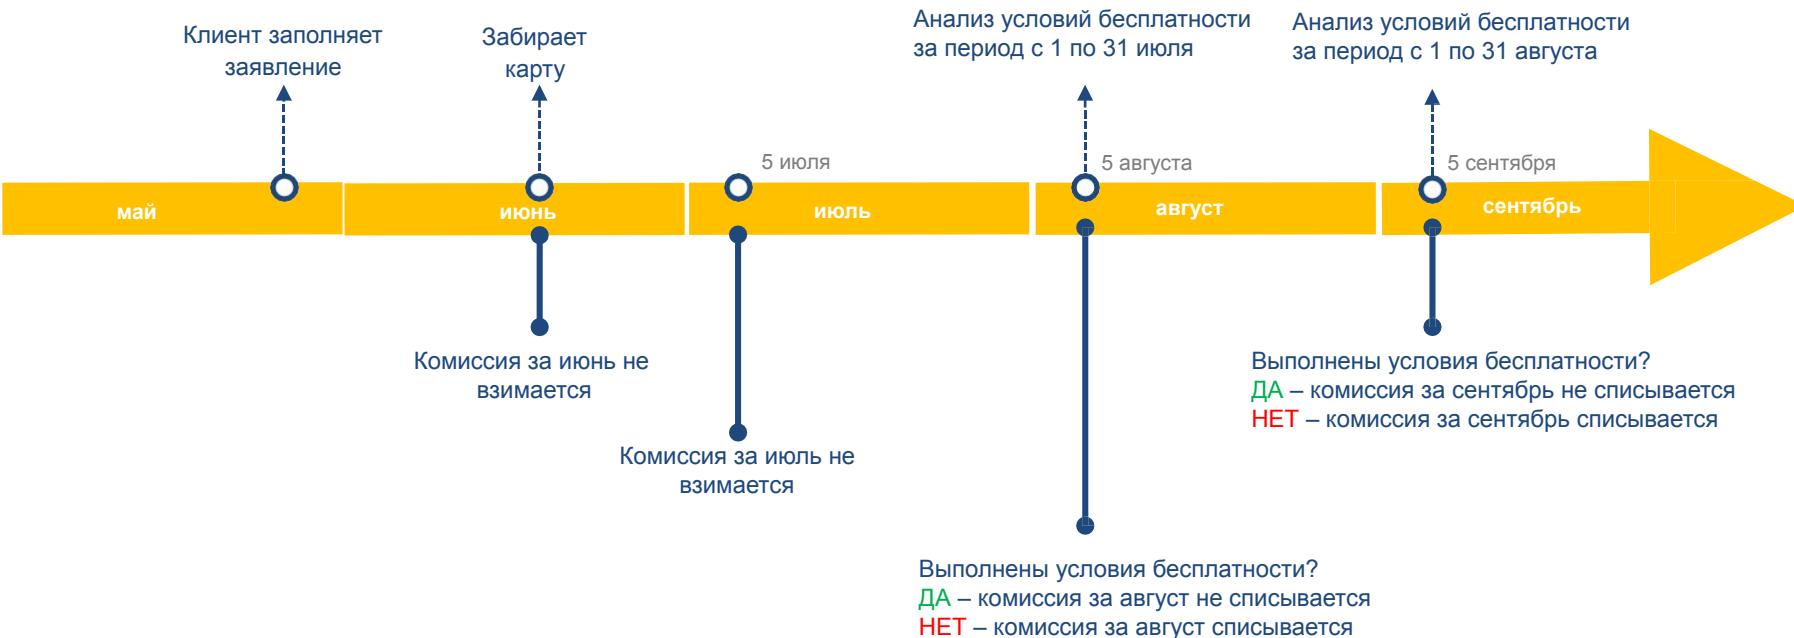 Клиент заполняет
заявление
Забирает
карту
Анализ условий бесплатности
за период с 1 по 31 июля
Анализ условий бесплатности
за период с 1 по 31 августа
5 июля
5 августа
5 сентября
май
июнь
июль
август
сентябрь
Комиссия за июнь не
взимается
Комиссия за июль не
взимается
Выполнены условия бесплатности?
ДА – комиссия за август не списывается
НЕТ – комиссия за август списывается
Выполнены условия бесплатности?
ДА – комиссия за сентябрь не списывается
НЕТ – комиссия за сентябрь списывается